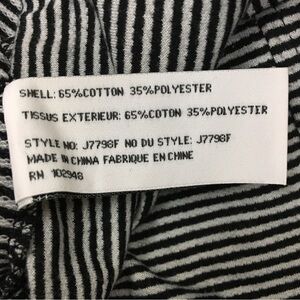 SHELL: 65%COTTON 35%POLYESTER
TISSUS EXTERIEUR: 65%COTON 35%POLYESTER
STYLE NO: J7798F NO DU STYLE: J7798F
MADE IN CHINA FABRIQUE EN CHINE
RN 102948